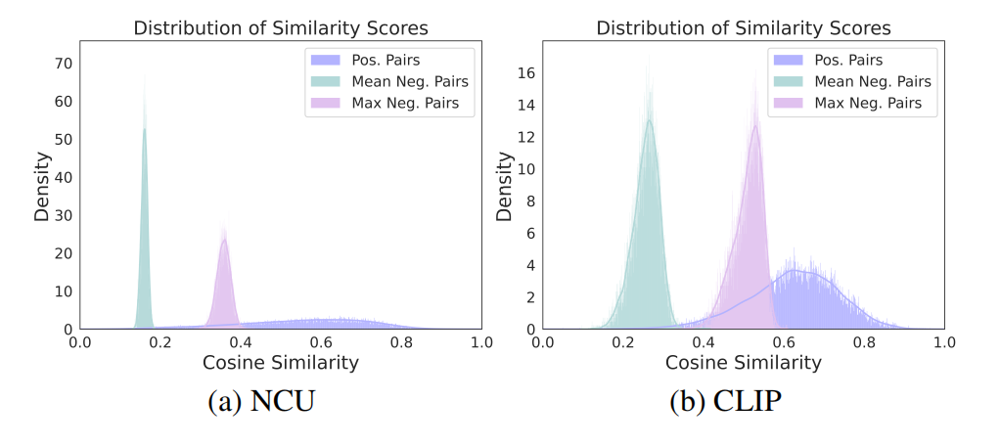 Distribution of Similarity Scores
Pos. Pairs
Mean Neg. Pairs
Max Neg. Pairs
Density
70
60
50
40
30
20
10
0
0.0 0.2 0.4 0.6 0.8 1.0
Cosine Similarity
(a) NCU
Distribution of Similarity Scores
Pos. Pairs
Mean Neg. Pairs
Max Neg. Pairs
Density
16
14
12
10
8
6
4
2
0
0.0 0.2 0.4 0.6 0.8 1.0
Cosine Similarity
(b) CLIP